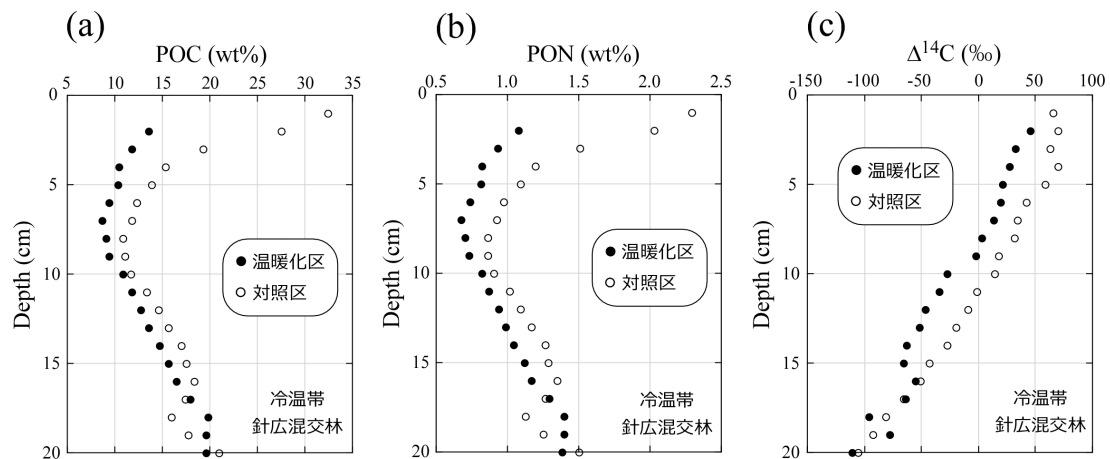 (a)
POC (wt%)
5 10 15 20 25 30 35
0
5
10
15
20
Depth (cm)
温暖化区
対照区
冷温帯
針広混交林
(b)
PON (wt%)
0.5 1.0 1.5 2.0 2.5
0
5
10
15
20
Depth (cm)
温暖化区
対照区
冷温帯
針広混交林
(c)
Δ¹⁴C (‰)
-150 -100 -50 0 50 100
0
5
10
15
20
Depth (cm)
温暖化区
対照区
冷温帯
針広混交林